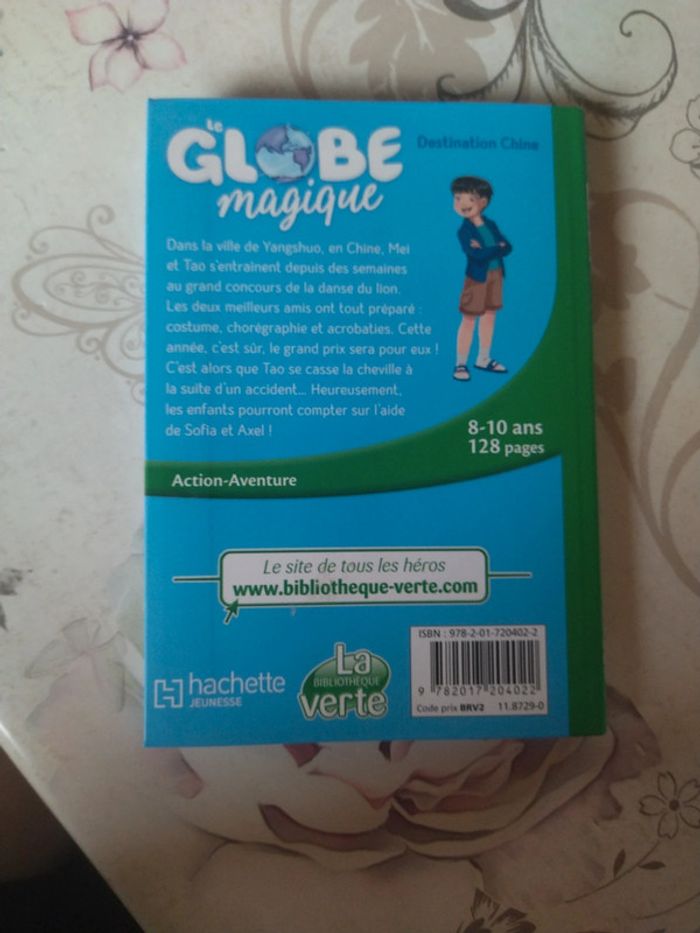 Le
GLOBE
magique
Destination Chine
Dans la ville de Yangshuo, en Chine, Mei
et Tao s'entraînent depuis des semaines
au grand concours de la danse du lion.
Les deux meilleurs amis ont tout préparé :
costume, chorégraphie et acrobaties. Cette
année, c'est sûr, le grand prix sera pour eux !
C'est alors que Tao se casse la cheville à
la suite d'un accident... Heureusement,
les enfants pourront compter sur l'aide
de Sofia et Axel !
8-10 ans
128 pages
Action-Aventure
Le site de tous les héros
www.bibliotheque-verte.com
ISBN : 978-2-01-720402-2
9 782017 204022
Code prix BRV2 11.8729-0
hachette
JEUNESSE
La
BIBLIOTHÈQUE
verte